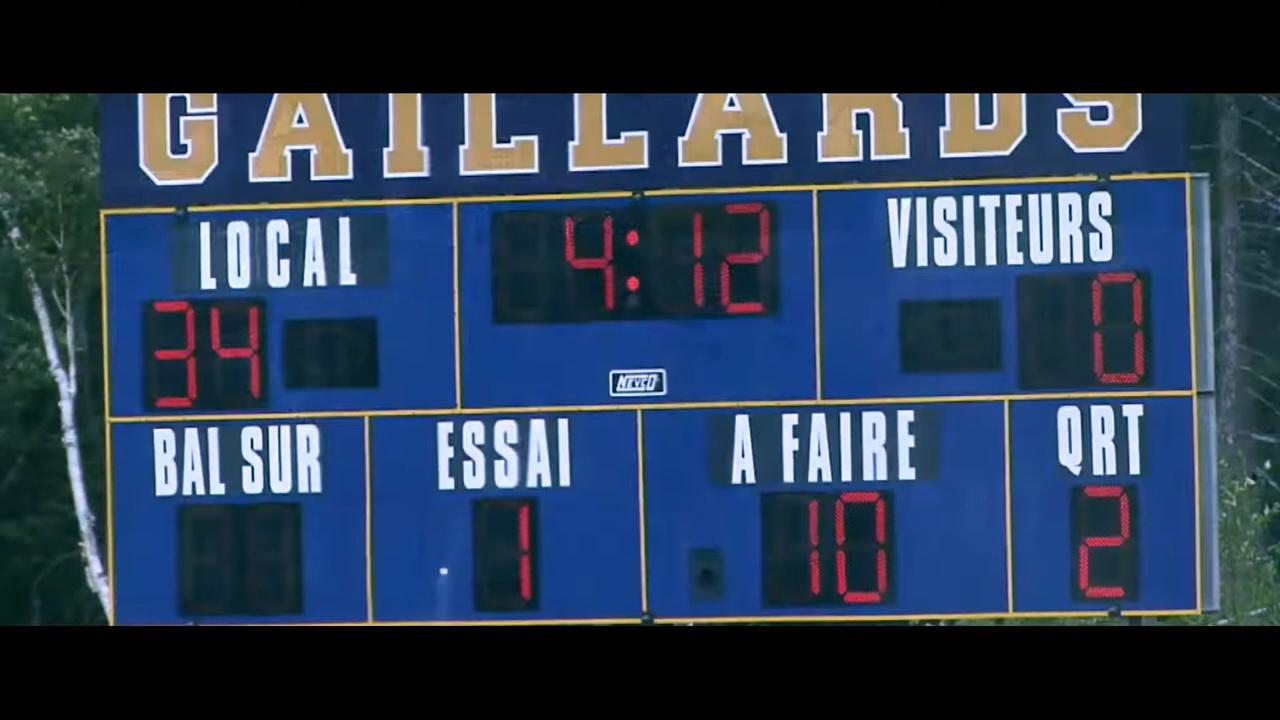 GAILLARDS
LOCAL 4:12 VISITEURS
34 0
NEVCO
BAL SUR ESSAI A FAIRE QRT
1 10 2